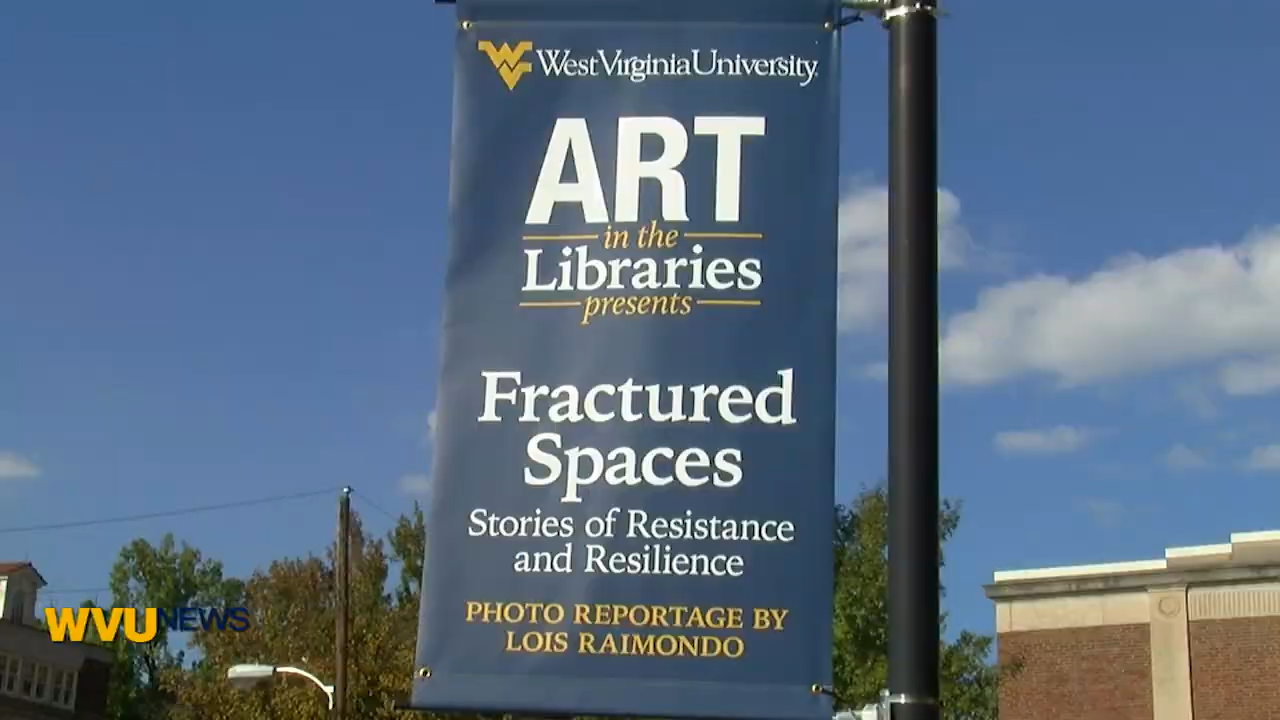 West Virginia University
ART
in the
Libraries
presents
Fractured
Spaces
Stories of Resistance
and Resilience
PHOTO REPORTAGE BY
LOIS RAIMONDO
WVUNEWS